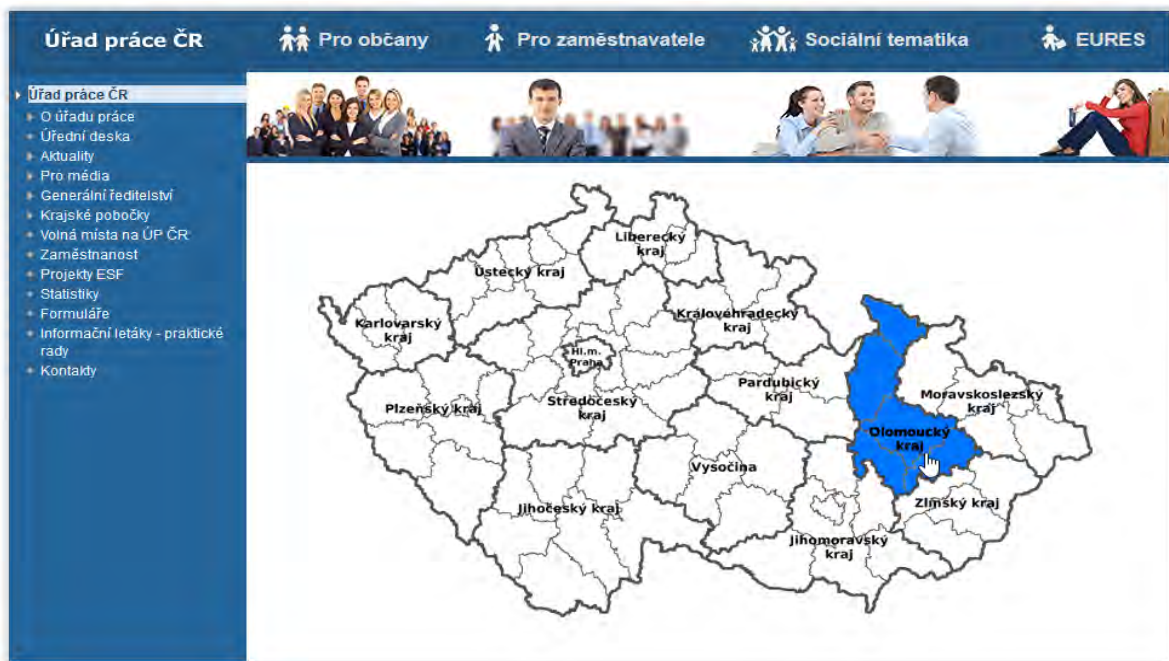 Úřad práce ČR
Pro občany
Pro zaměstnavatele
Sociální tematika
EURES
Úřad práce ČR
O úřadu práce
Úřední deska
Aktuality
Pro média
Generální ředitelství
Krajské pobočky
Volná místa na ÚP ČR
Zaměstnanost
Projekty ESF
Statistiky
Formuláře
Informační letáky - praktické
rady
Kontakty
Liberecký
kraj
Ústecký kraj
Karlovarský
kraj
Královéhradecký
kraj
Hl.m.
Praha
Plzeňský kraj
Středočeský
kraj
Pardubický
kraj
Moravskoslezský
kraj
Olomoucký
kraj
Vysočina
Jihočeský kraj
Zlínský kraj
Jihomoravský
kraj